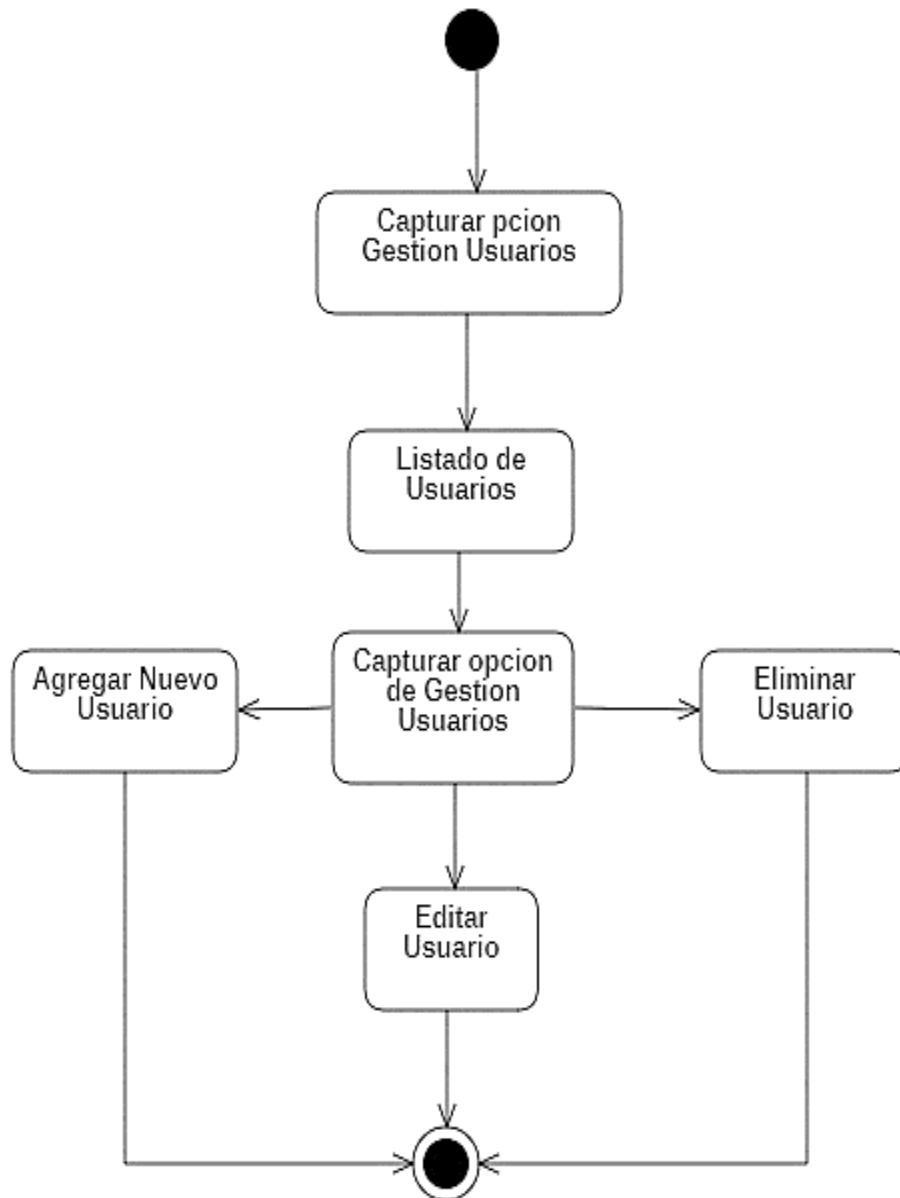 Capturar pcion
Gestion Usuarios
Listado de
Usuarios
Agregar Nuevo
Usuario
Capturar opcion
de Gestion
Usuarios
Eliminar
Usuario
Editar
Usuario